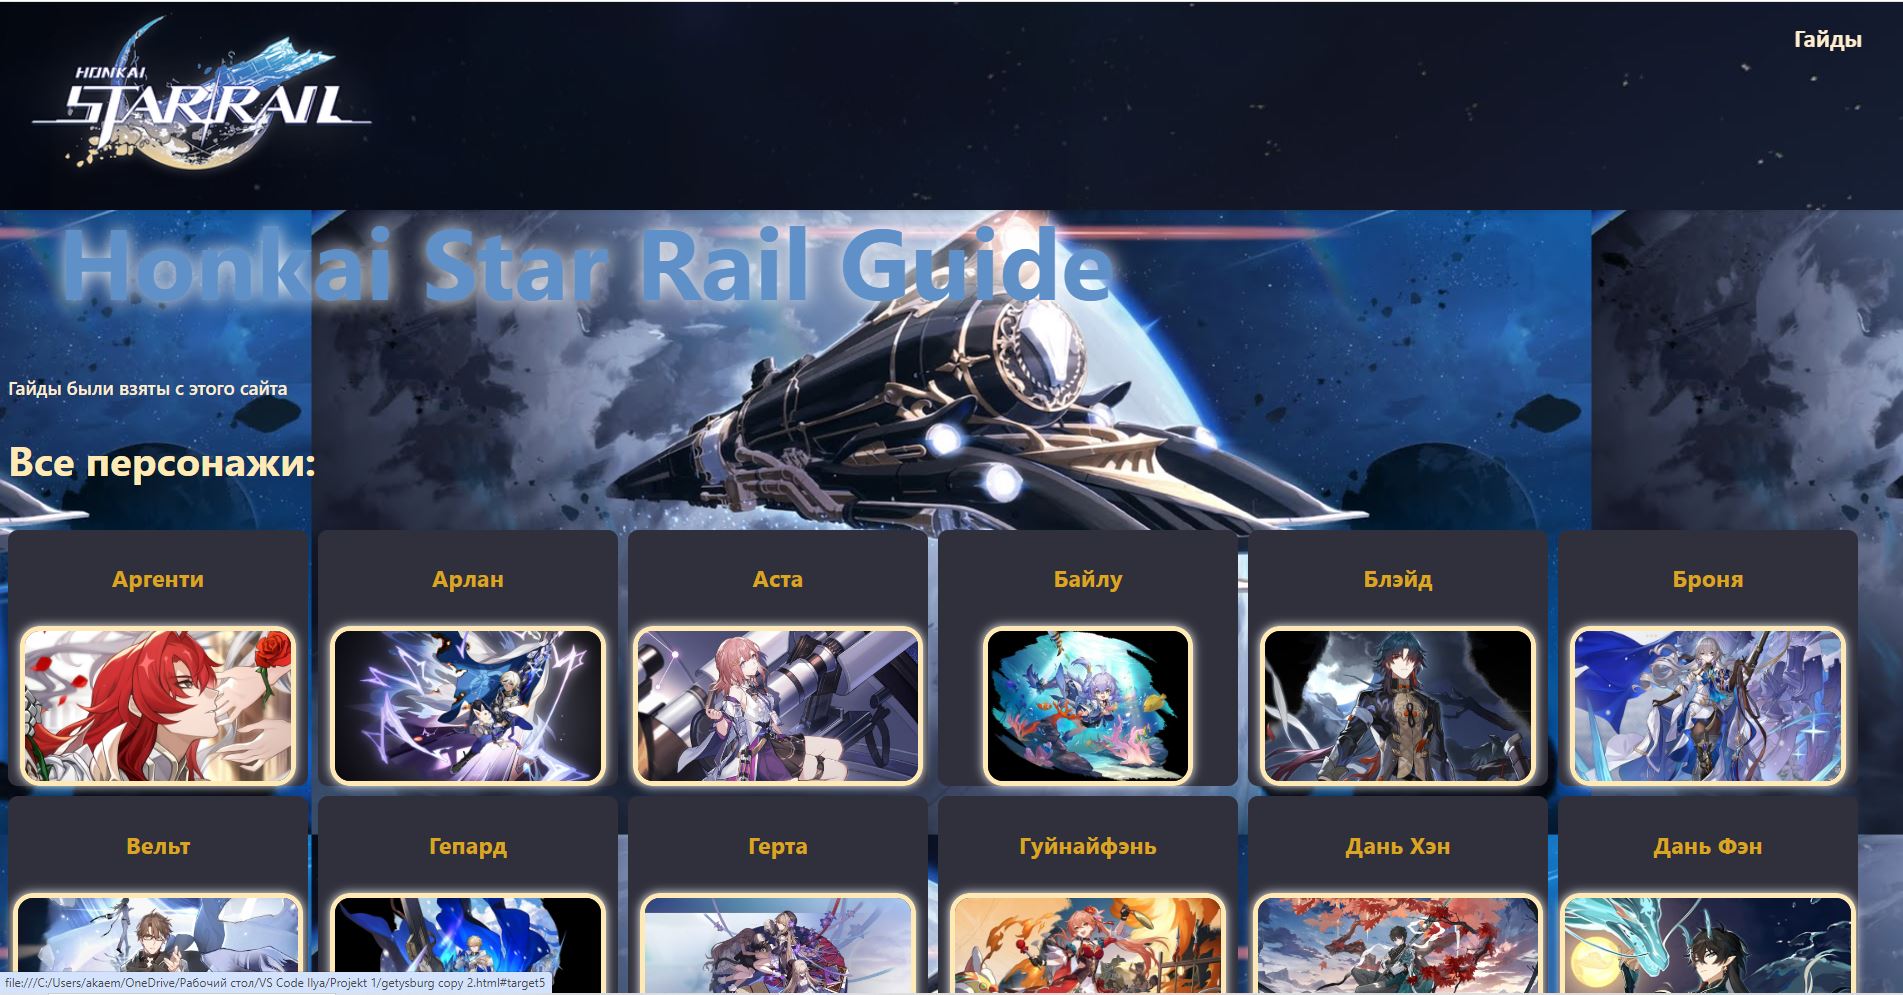 HONKAI
STAR RAIL
Гайды
Honkai Star Rail Guide
Гайды были взяты с этого сайта
Все персонажи:
Аргенти
Арлан
Аста
Байлу
Блэйд
Броня
Вельт
Гепард
Герта
Гуйнайфэнь
Дань Хэн
Дань Фэн
file:///C:/Users/akaem/OneDrive/Рабочий стол/VS Code Ilya/Projekt 1/getysburg copy 2.html#target5